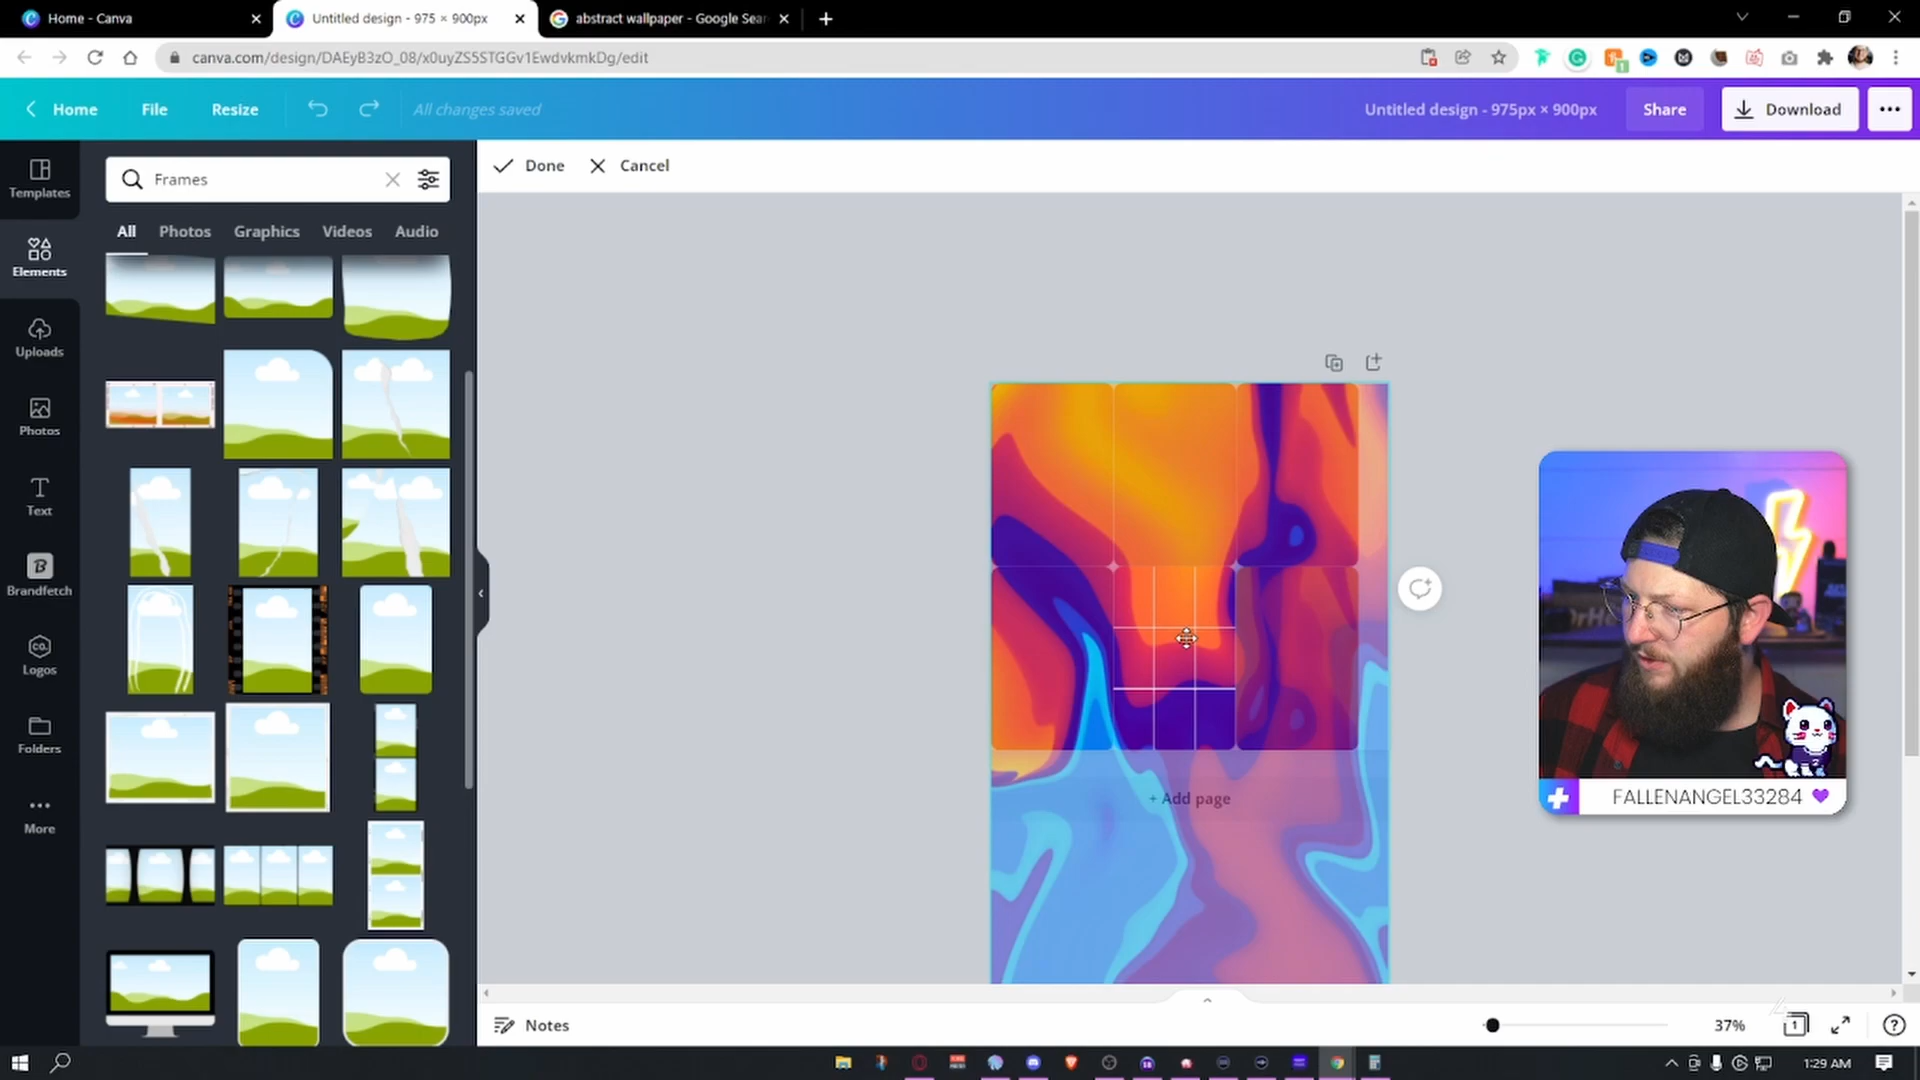 Home - Canva
Untitled design - 975 × 900px
abstract wallpaper - Google Sear
canva.com/design/DAEyB3zO_08/x0uyZS5STGGv1EwdvkmkDg/edit
Home
File
Resize
All changes saved
Untitled design - 975px × 900px
Share
Download
Templates
Frames
Done
Cancel
All
Photos
Graphics
Videos
Audio
Elements
Uploads
Photos
Text
Brandfetch
CO.
Logos
Folders
More
+ Add page
FALLENANGEL33284
Notes
37%
1
1:29 AM